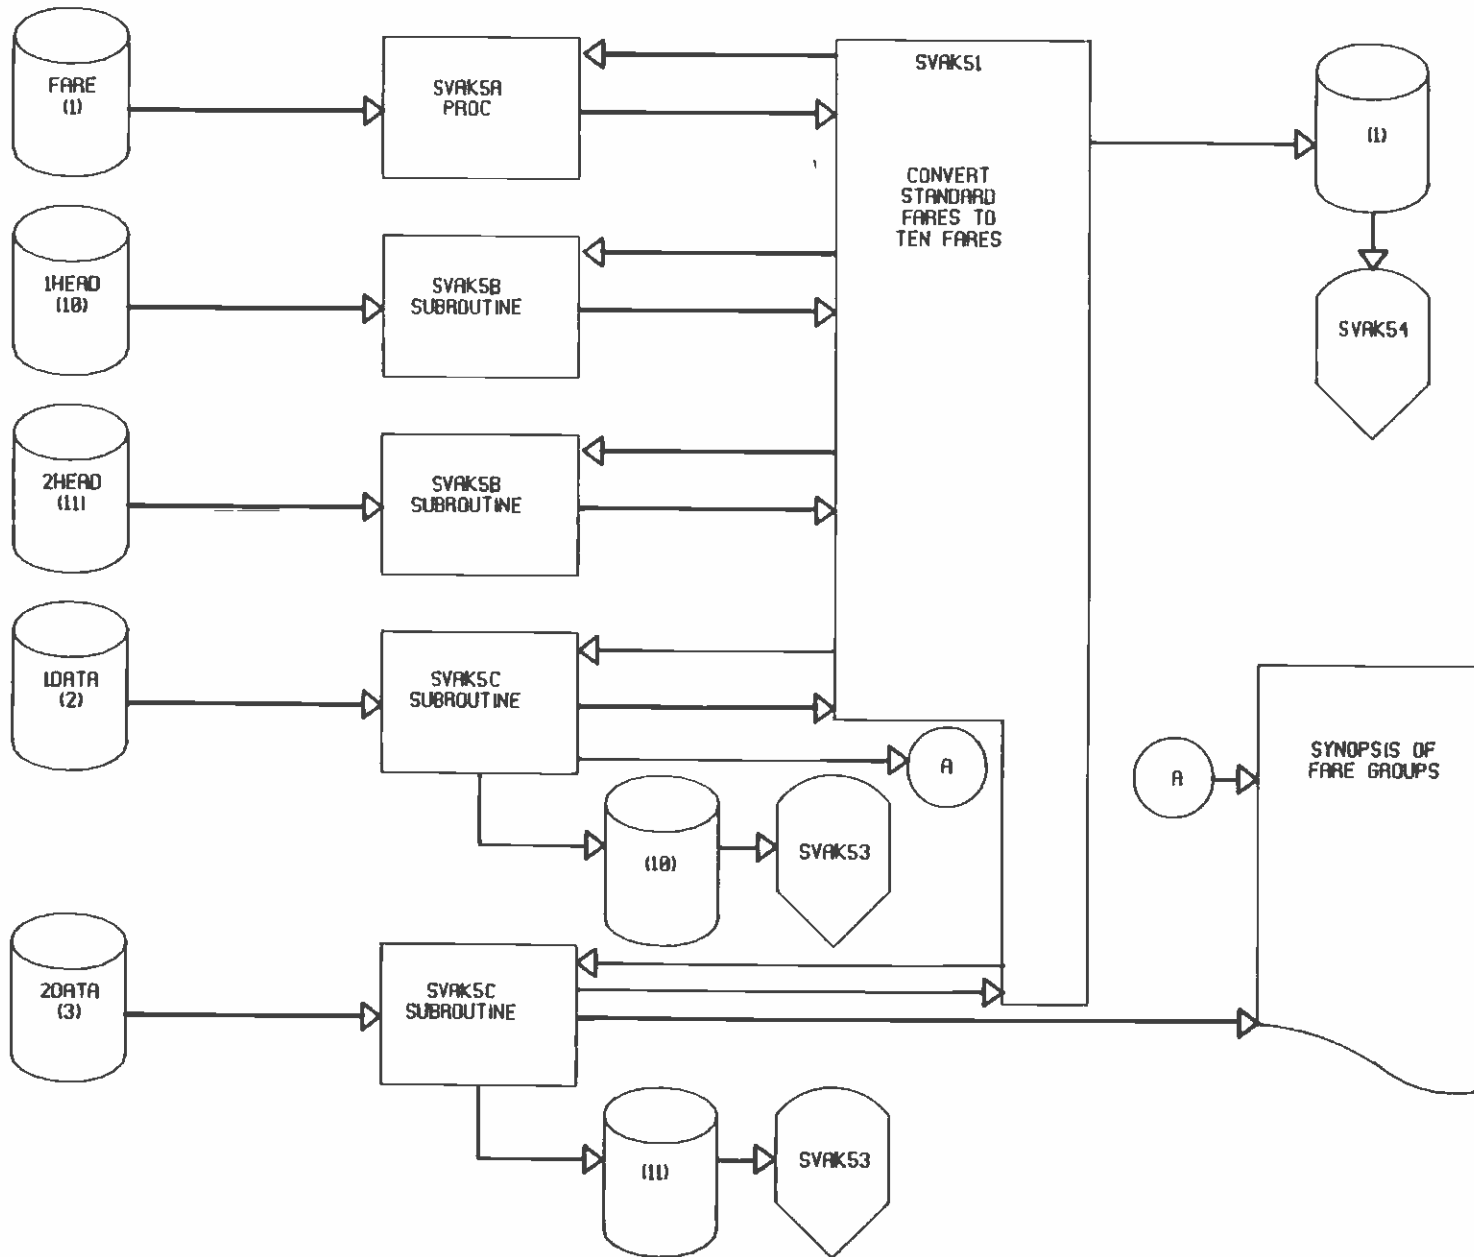 FARE
(1)
SVAK5A
PROC
SVAK51
(1)
CONVERT
STANDARD
FARES TO
TEN FARES
1HEAD
(10)
SVAK5B
SUBROUTINE
SVAK54
2HEAD
(11)
SVAK5B
SUBROUTINE
1DATA
(2)
SVAK5C
SUBROUTINE
A
A
SYNOPSIS OF
FARE GROUPS
(10)
SVAK53
2DATA
(3)
SVAK5C
SUBROUTINE
(11)
SVAK53